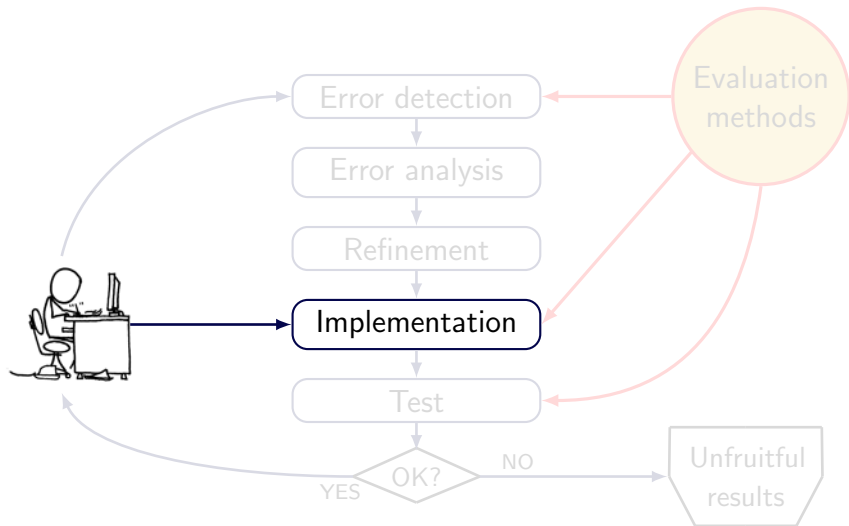 Error detection
Evaluation
methods
Error analysis
Refinement
Implementation
Test
OK?
NO
YES
Unfruitful
results